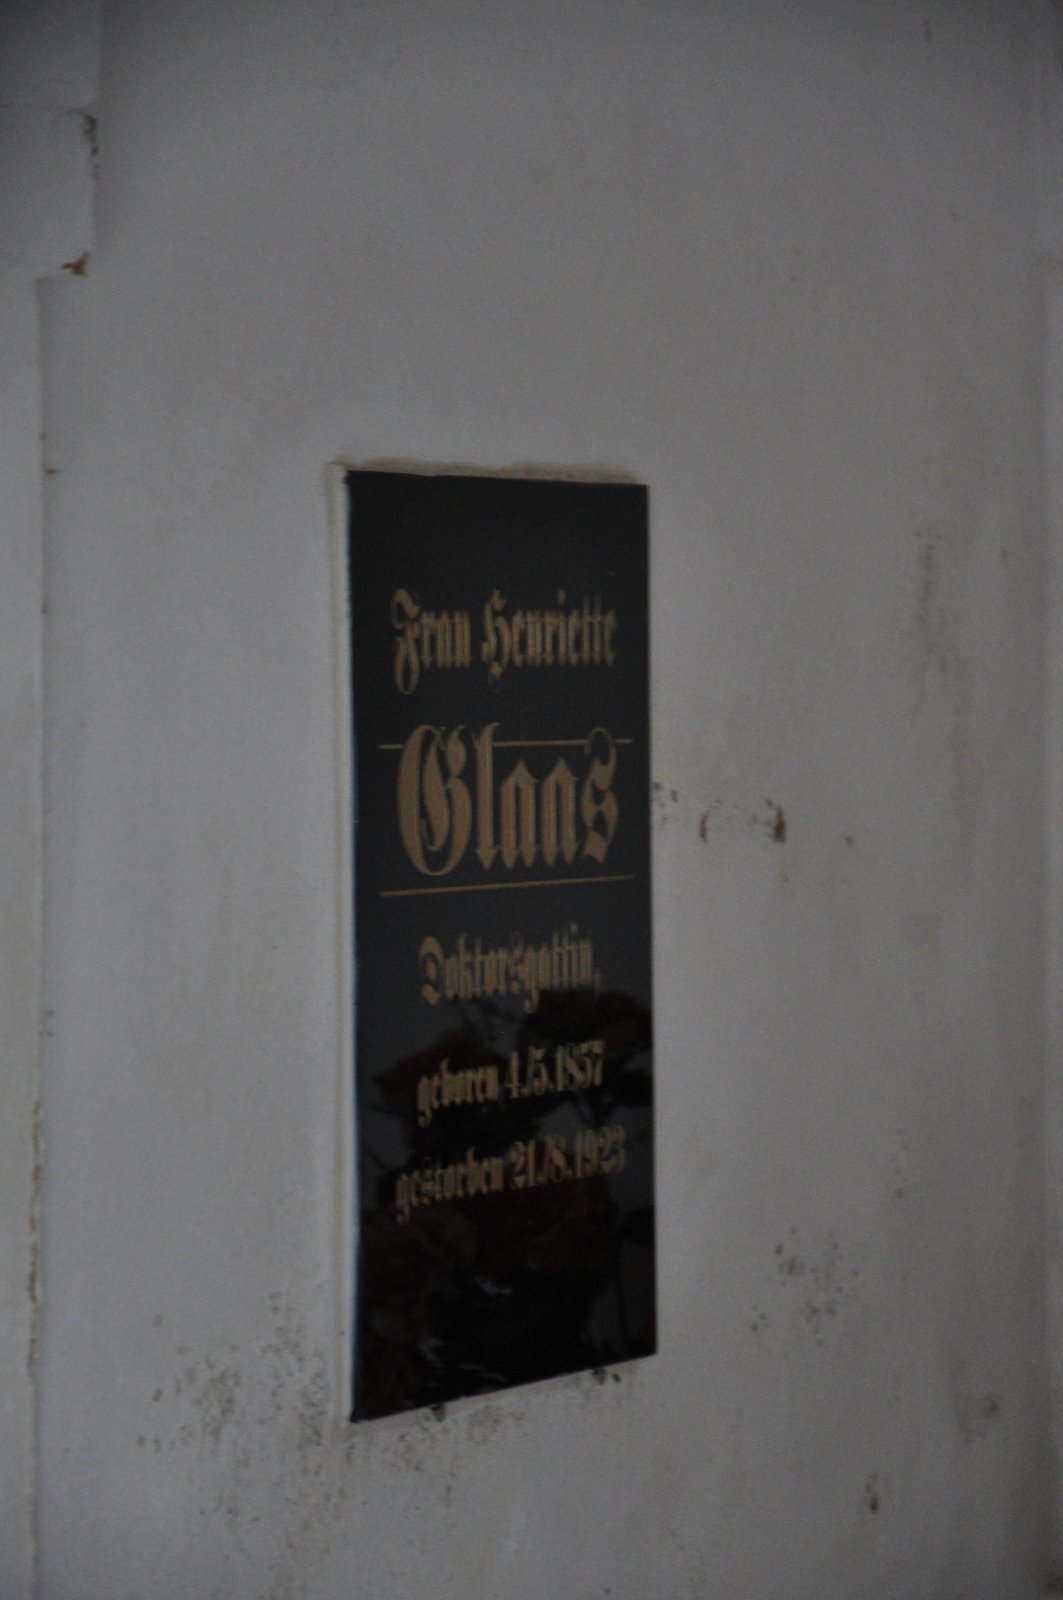 Frau Henriette
Glaas
Doktorsgattin,
geboren 4./5.1857
gestorben 21./8.1923